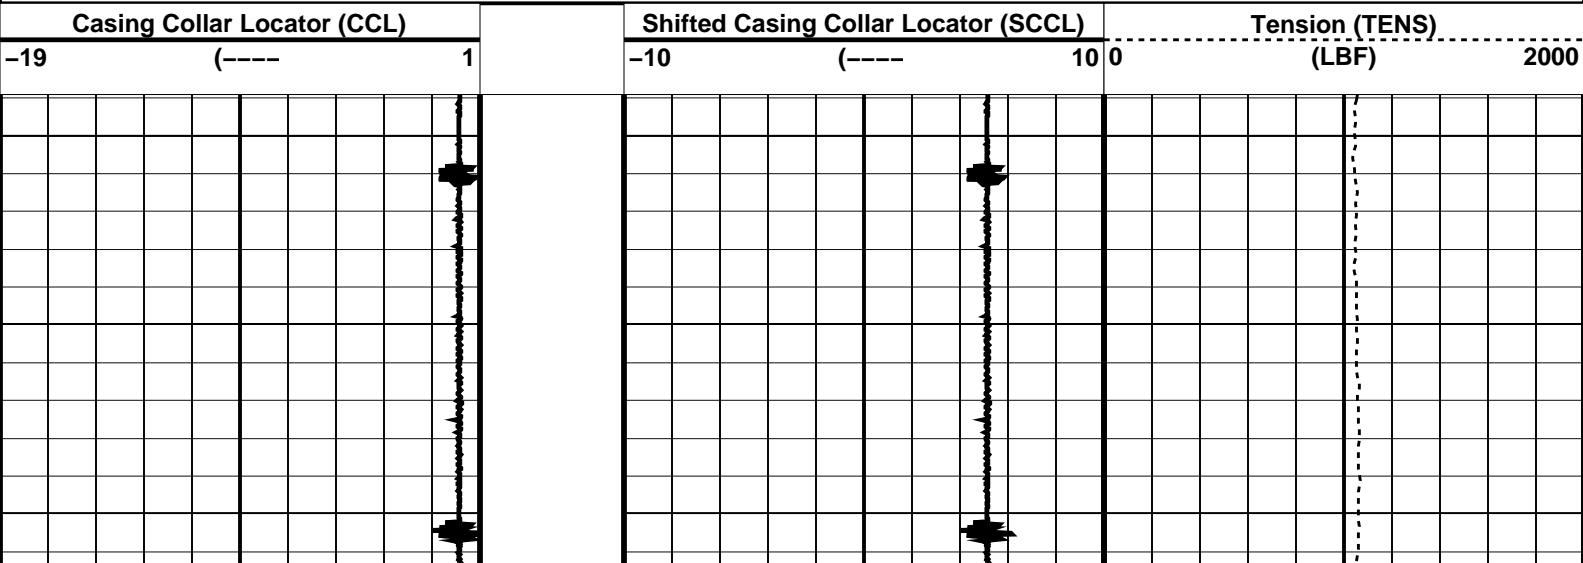 Casing Collar Locator (CCL)
−19 (−−−− 1
Shifted Casing Collar Locator (SCCL)
−10 (−−−− 10
Tension (TENS)
0 (LBF) 2000